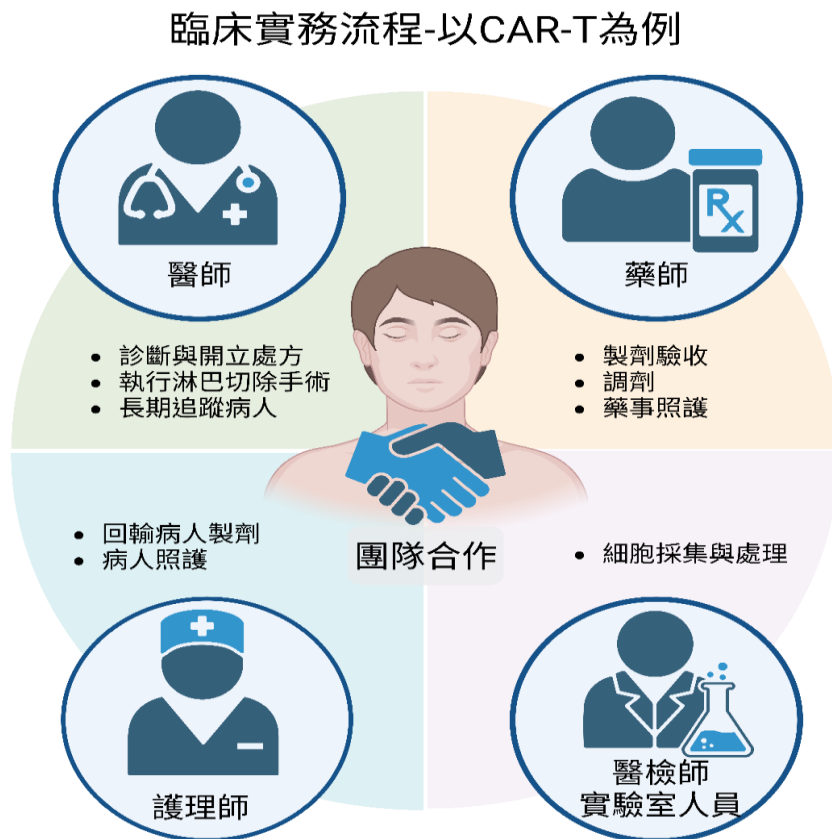 臨床實務流程-以CAR-T為例
醫師
• 診斷與開立處方
• 執行淋巴切除手術
• 長期追蹤病人
Rx
藥師
• 製劑驗收
• 調劑
• 藥事照護
• 回輸病人製劑
• 病人照護
護理師
團隊合作
• 細胞採集與處理
醫檢師
實驗室人員